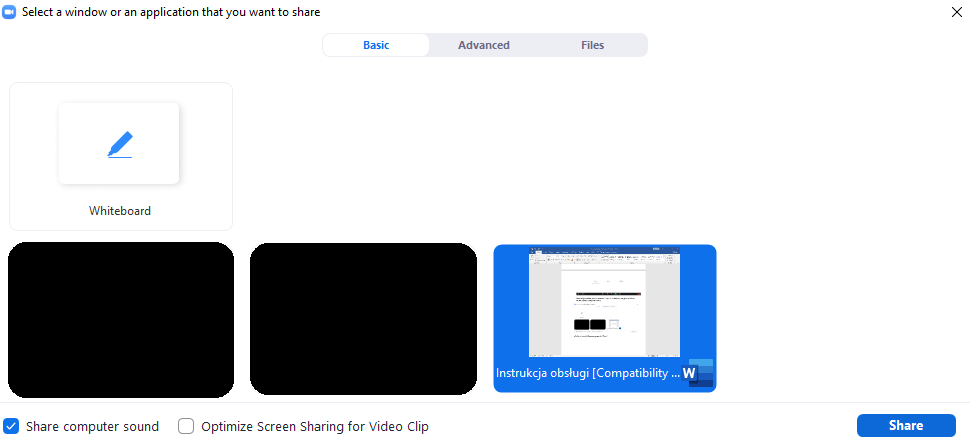 Select a window or an application that you want to share
Basic
Advanced
Files
Whiteboard
Instrukcja obsługi [Compatibility ...
W
Share computer sound
Optimize Screen Sharing for Video Clip
Share